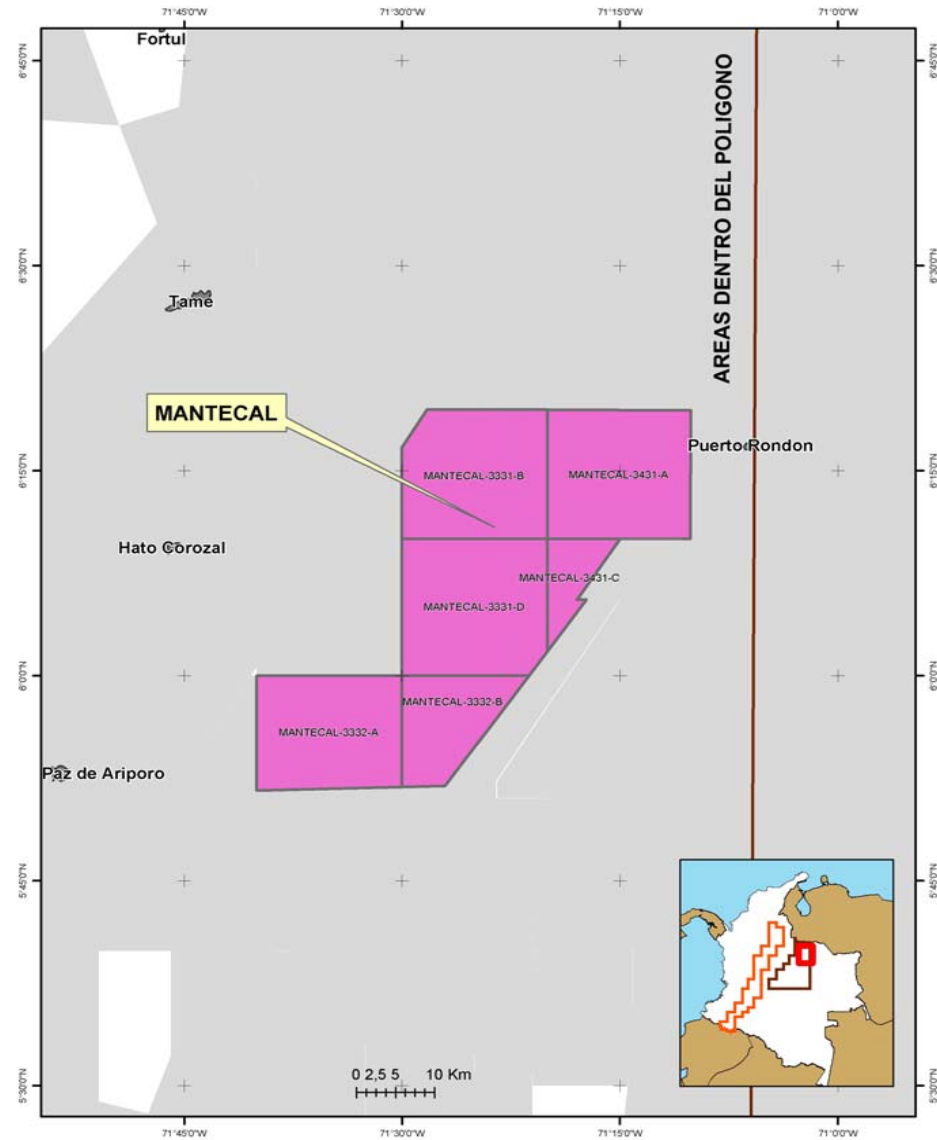 71°45'0"W
71°30'0"W
71°15'0"W
71°0'0"W
Fortul
6°45'0"N
6°45'0"N
AREAS DENTRO DEL POLIGONO
6°30'0"N
6°30'0"N
Tame
MANTECAL
Puerto Rondon
6°15'0"N
6°15'0"N
MANTECAL-3331-B
MANTECAL-3431-A
Hato Corozal
MANTECAL-3431-C
MANTECAL-3331-D
6°0'0"N
6°0'0"N
MANTECAL-3332-B
MANTECAL-3332-A
Paz de Ariporo
5°45'0"N
5°45'0"N
0 2,5 5 10 Km
5°30'0"N
5°30'0"N
71°45'0"W
71°30'0"W
71°15'0"W
71°0'0"W